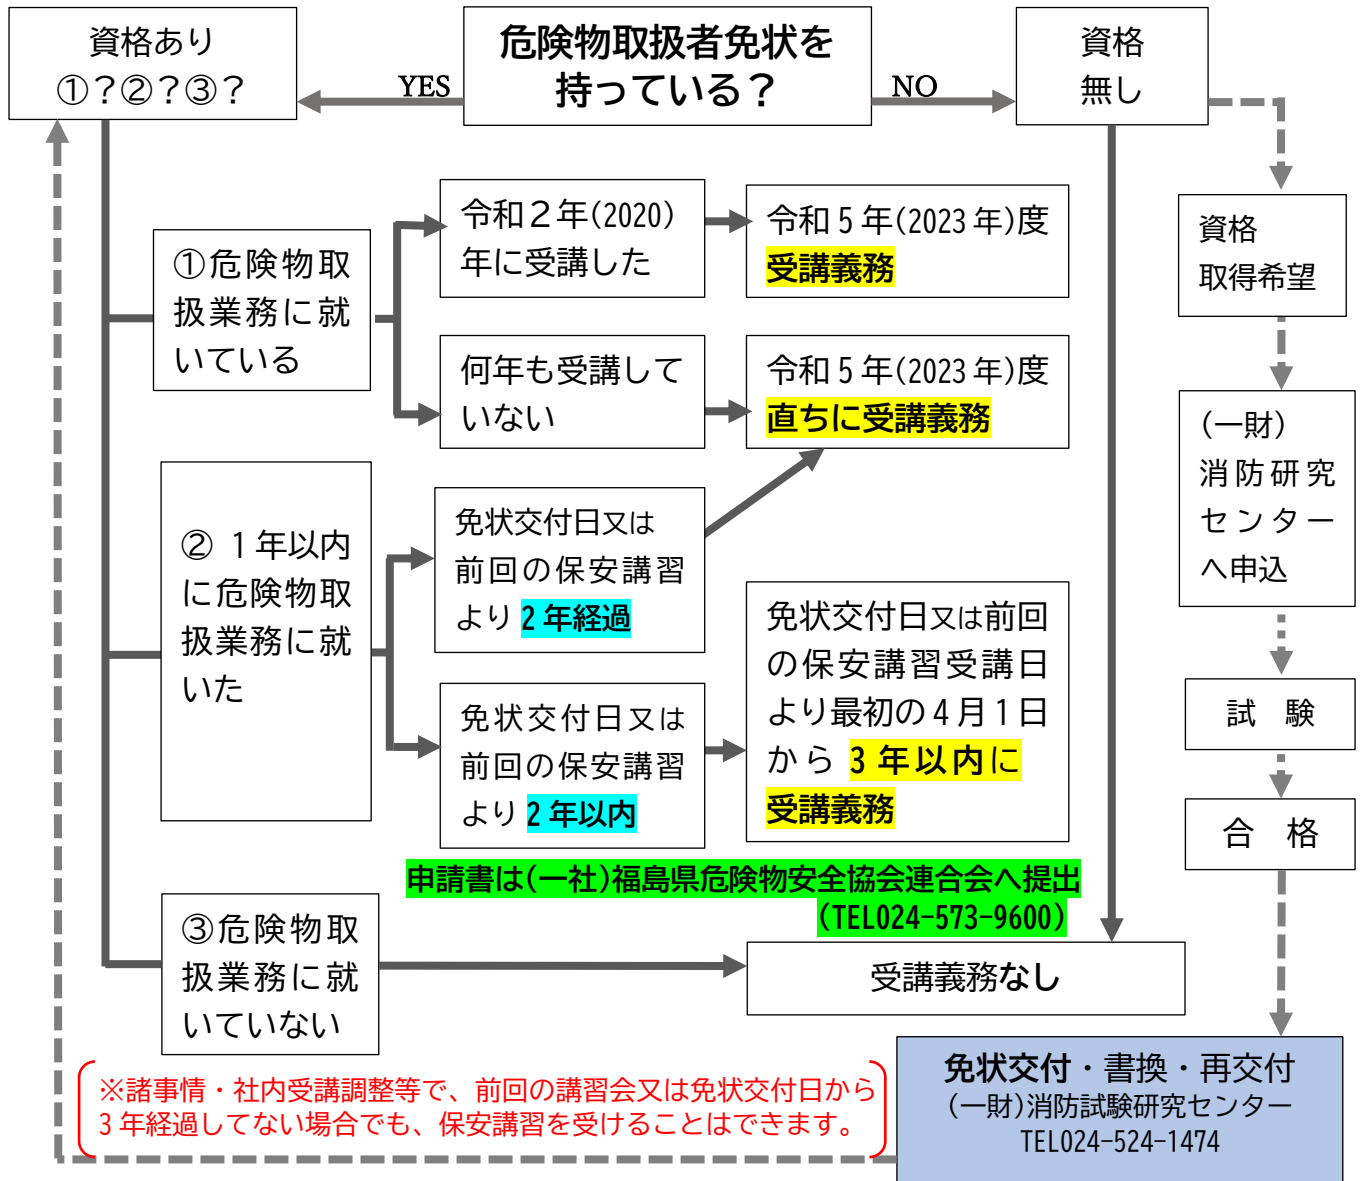 資格あり
①？②？③？
YES
危険物取扱者免状を
持っている？
NO
資格
無し
①危険物取
扱業務に就
いている
令和２年(2020)
年に受講した
令和５年(2023年)度
受講義務
何年も受講して
いない
令和５年(2023年)度
直ちに受講義務
② １年以内
に危険物取
扱業務に就
いた
免状交付日又は
前回の保安講習
より２年経過
免状交付日又は
前回の保安講習
より２年以内
免状交付日又は前回
の保安講習受講日
より最初の４月１日
から ３年以内に
受講義務
申請書は(一社)福島県危険物安全協会連合会へ提出
(TEL024-573-9600)
③危険物取
扱業務に就
いていない
受講義務なし
資格
取得希望
(一財)
消防研究
センター
へ申込
試　験
合　格
免状交付・書換・再交付
(一財)消防試験研究センター
TEL024-524-1474
※諸事情・社内受講調整等で、前回の講習会又は免状交付日から
３年経過してない場合でも、保安講習を受けることはできます。